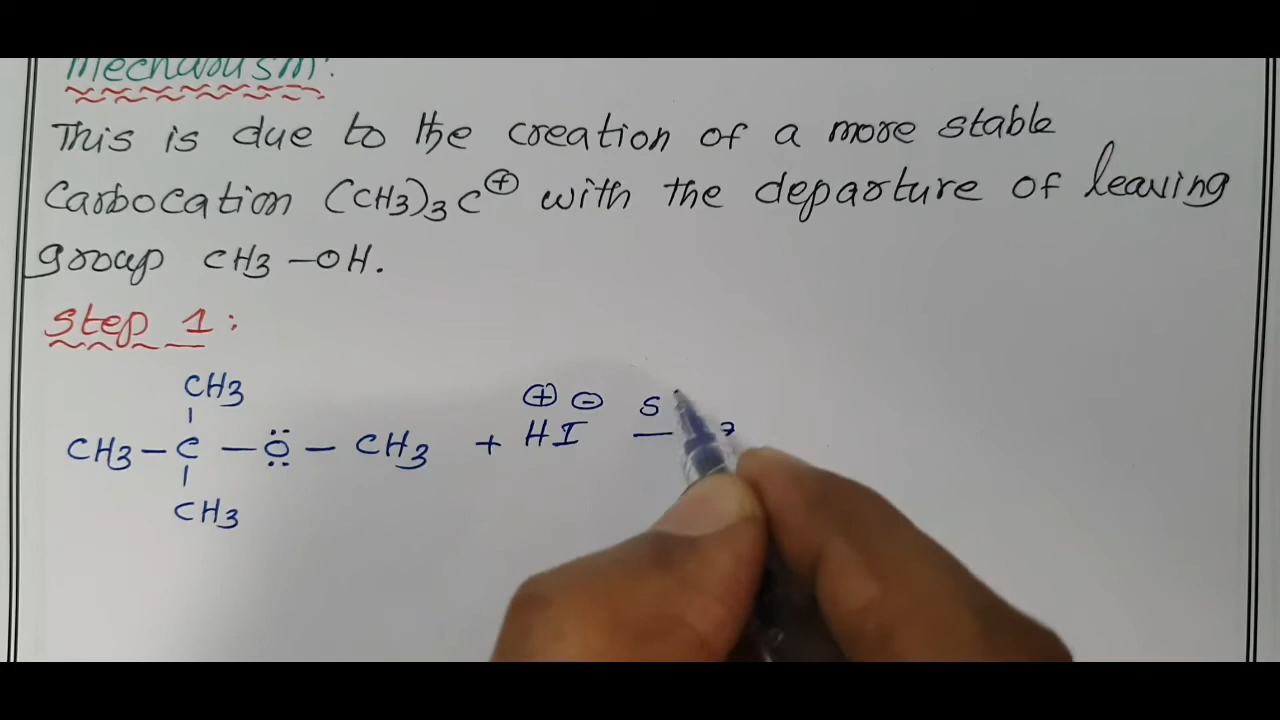 Mechanism:
This is due to the creation of a more stable
Carbocation (CH3)3C⊕ with the departure of leaving
group CH3-OH.
Step 1:
CH3
⊕ ⊖ S
CH3-C-Ö-CH3 + HI →
CH3